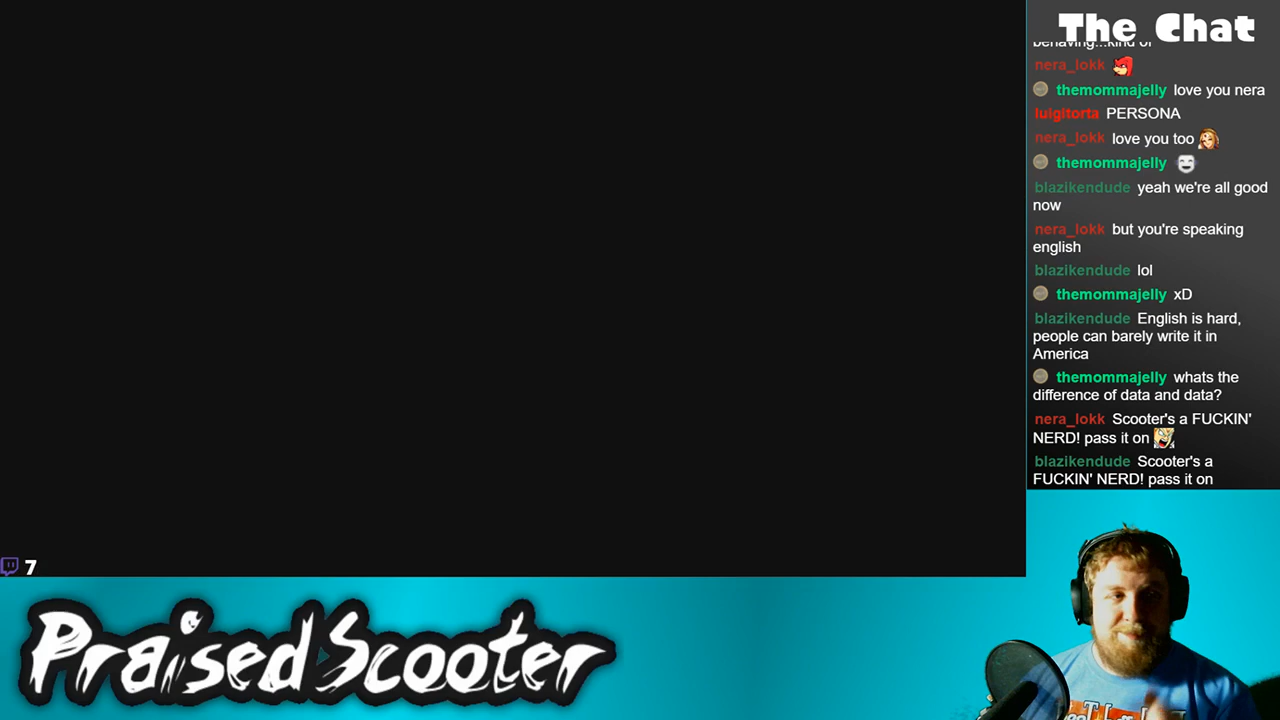 The Chat
behaving...kind of
nera_lokk
themommajelly love you nera
luigitorta PERSONA
nera_lokk love you too
themommajelly
blazikendude yeah we're all good
now
nera_lokk but you're speaking
english
blazikendude lol
themommajelly xD
blazikendude English is hard,
people can barely write it in
America
themommajelly whats the
difference of data and data?
nera_lokk Scooter's a FUCKIN'
NERD! pass it on
blazikendude Scooter's a
FUCKIN' NERD! pass it on
7
PraisedScooter